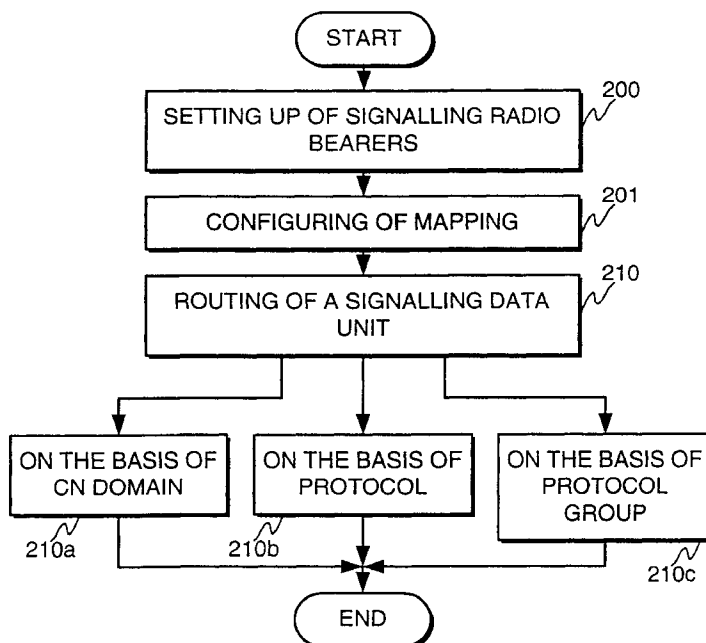 START
SETTING UP OF SIGNALLING RADIO
BEARERS
200
CONFIGURING OF MAPPING
201
ROUTING OF A SIGNALLING DATA
UNIT
210
ON THE BASIS OF
CN DOMAIN
210a
ON THE BASIS OF
PROTOCOL
210b
ON THE BASIS OF
PROTOCOL
GROUP
210c
END